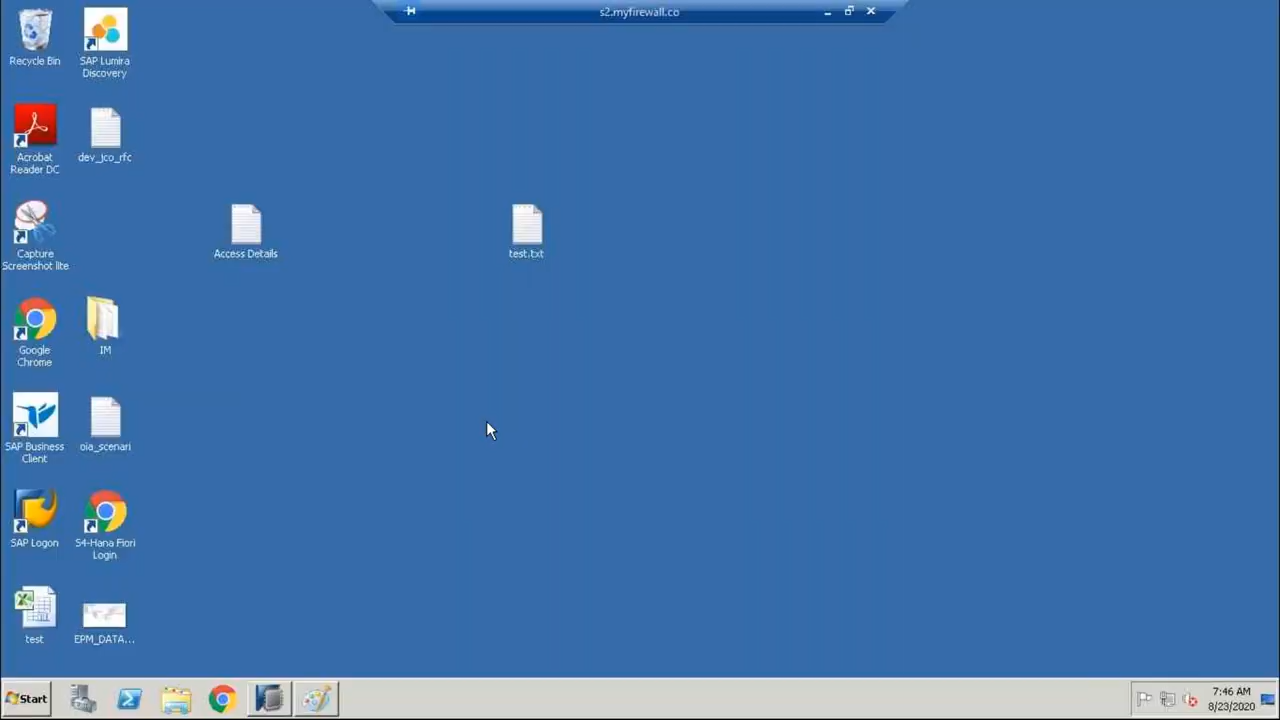 s2.myfirewall.co
Recycle Bin
SAP Lumira
Discovery
Acrobat
Reader DC
dev_jco_rfc
Capture
Screenshot lite
Access Details
test.txt
Google
Chrome
IM
SAP Business
Client
oia_scenari
SAP Logon
S4-Hana Fiori
Login
test
EPM_DATA...
Start
7:46 AM
8/23/2020